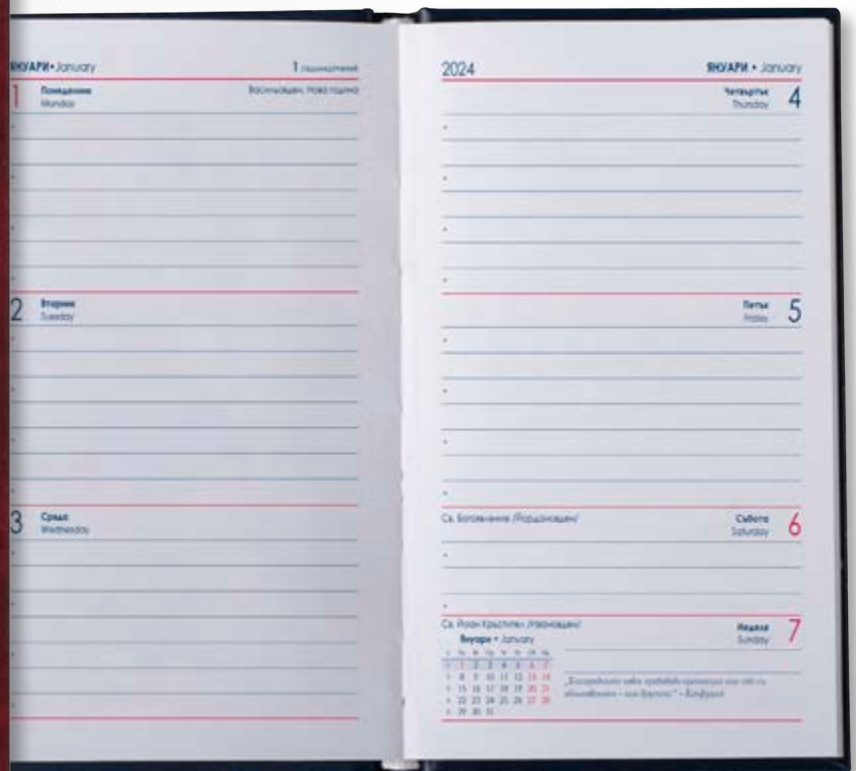 ЯНУАРИ • January
1
1 Понеделник
Monday
Васильовден, Нова година
2 Вторник
Tuesday
3 Сряда
Wednesday
2024
ЯНУАРИ • January
Четвъртък 4
Thursday
Петък 5
Friday
Св. Богоявление /Йордановден/
Събота 6
Saturday
Св. Йоан Кръстител /Ивановден/
Неделя 7
Sunday
Януари • January
1 2 3 4 5 6 7
8 9 10 11 12 13 14
15 16 17 18 19 20 21
22 23 24 25 26 27 28
29 30 31